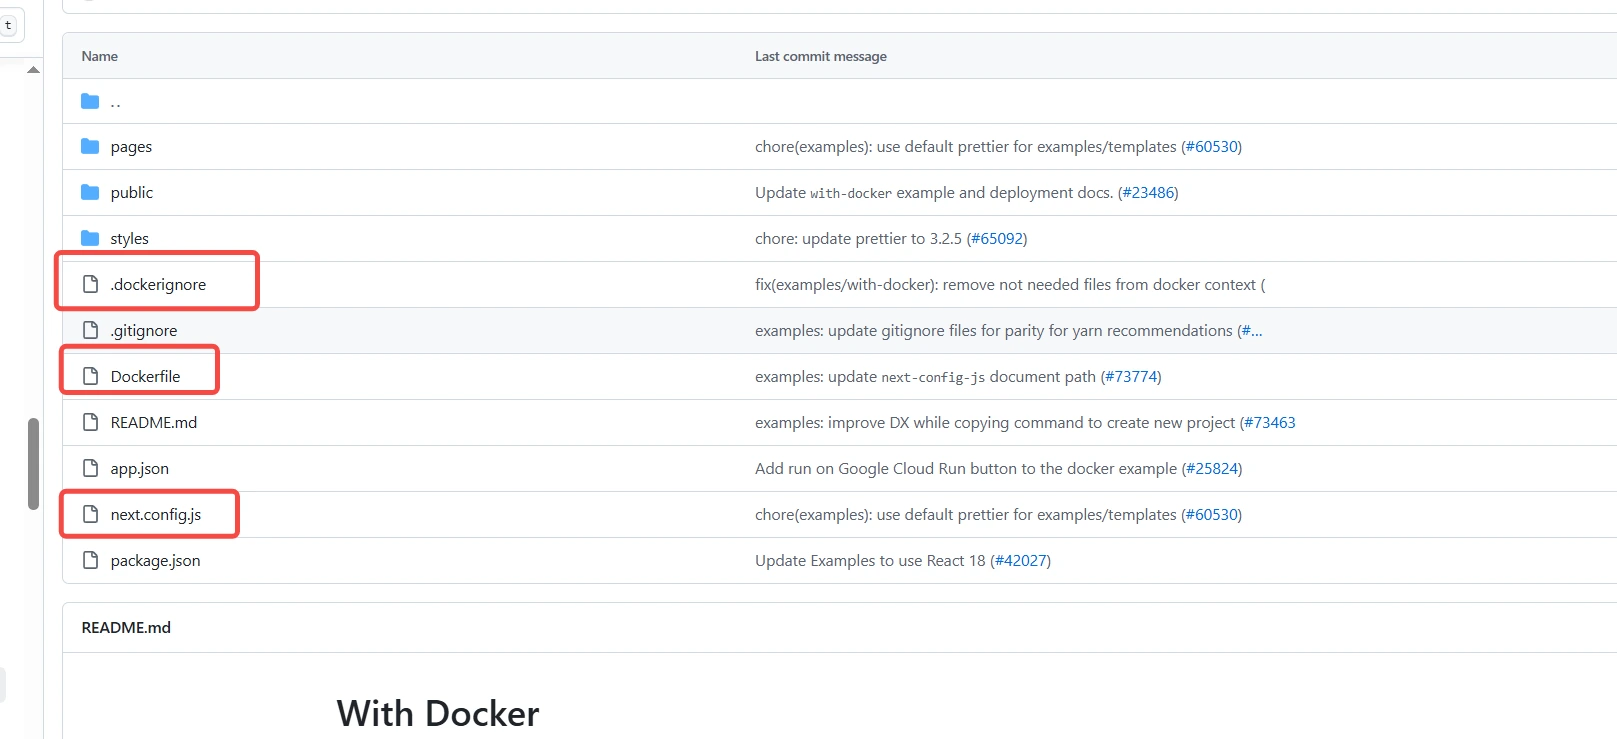 t
Name Last commit message
..
pages chore(examples): use default prettier for examples/templates (#60530)
public Update with-docker example and deployment docs. (#23486)
styles chore: update prettier to 3.2.5 (#65092)
.dockerignore fix(examples/with-docker): remove not needed files from docker context (
.gitignore examples: update gitignore files for parity for yarn recommendations (#...
Dockerfile examples: update next-config-js document path (#73774)
README.md examples: improve DX while copying command to create new project (#73463
app.json Add run on Google Cloud Run button to the docker example (#25824)
next.config.js chore(examples): use default prettier for examples/templates (#60530)
package.json Update Examples to use React 18 (#42027)
README.md
With Docker